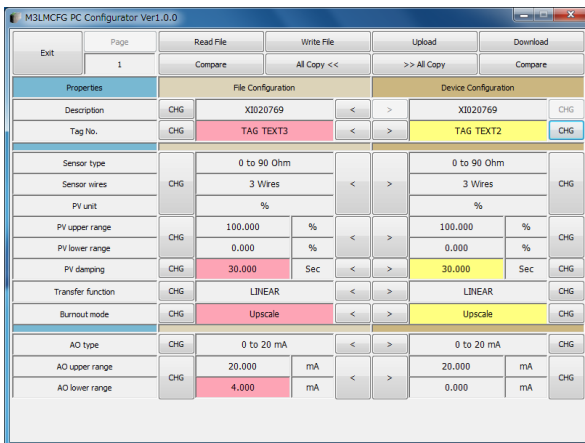 M3LMCFG PC Configurator Ver1.0.0
Exit Page Read File Write File Upload Download
1 Compare All Copy << >> All Copy Compare
Properties File Configuration Device Configuration
Description CHG XI020769 < > XI020769 CHG
Tag No. CHG TAG TEXT3 < > TAG TEXT2 CHG
Sensor type 0 to 90 Ohm 0 to 90 Ohm
Sensor wires CHG 3 Wires < > 3 Wires CHG
PV unit % %
PV upper range CHG 100.000 % < > 100.000 % CHG
PV lower range 0.000 % 0.000 %
PV damping CHG 30.000 Sec < > 30.000 Sec CHG
Transfer function CHG LINEAR < > LINEAR CHG
Burnout mode CHG Upscale < > Upscale CHG
AO type CHG 0 to 20 mA < > 0 to 20 mA CHG
AO upper range CHG 20.000 mA < > 20.000 mA CHG
AO lower range 4.000 mA 0.000 mA CHG